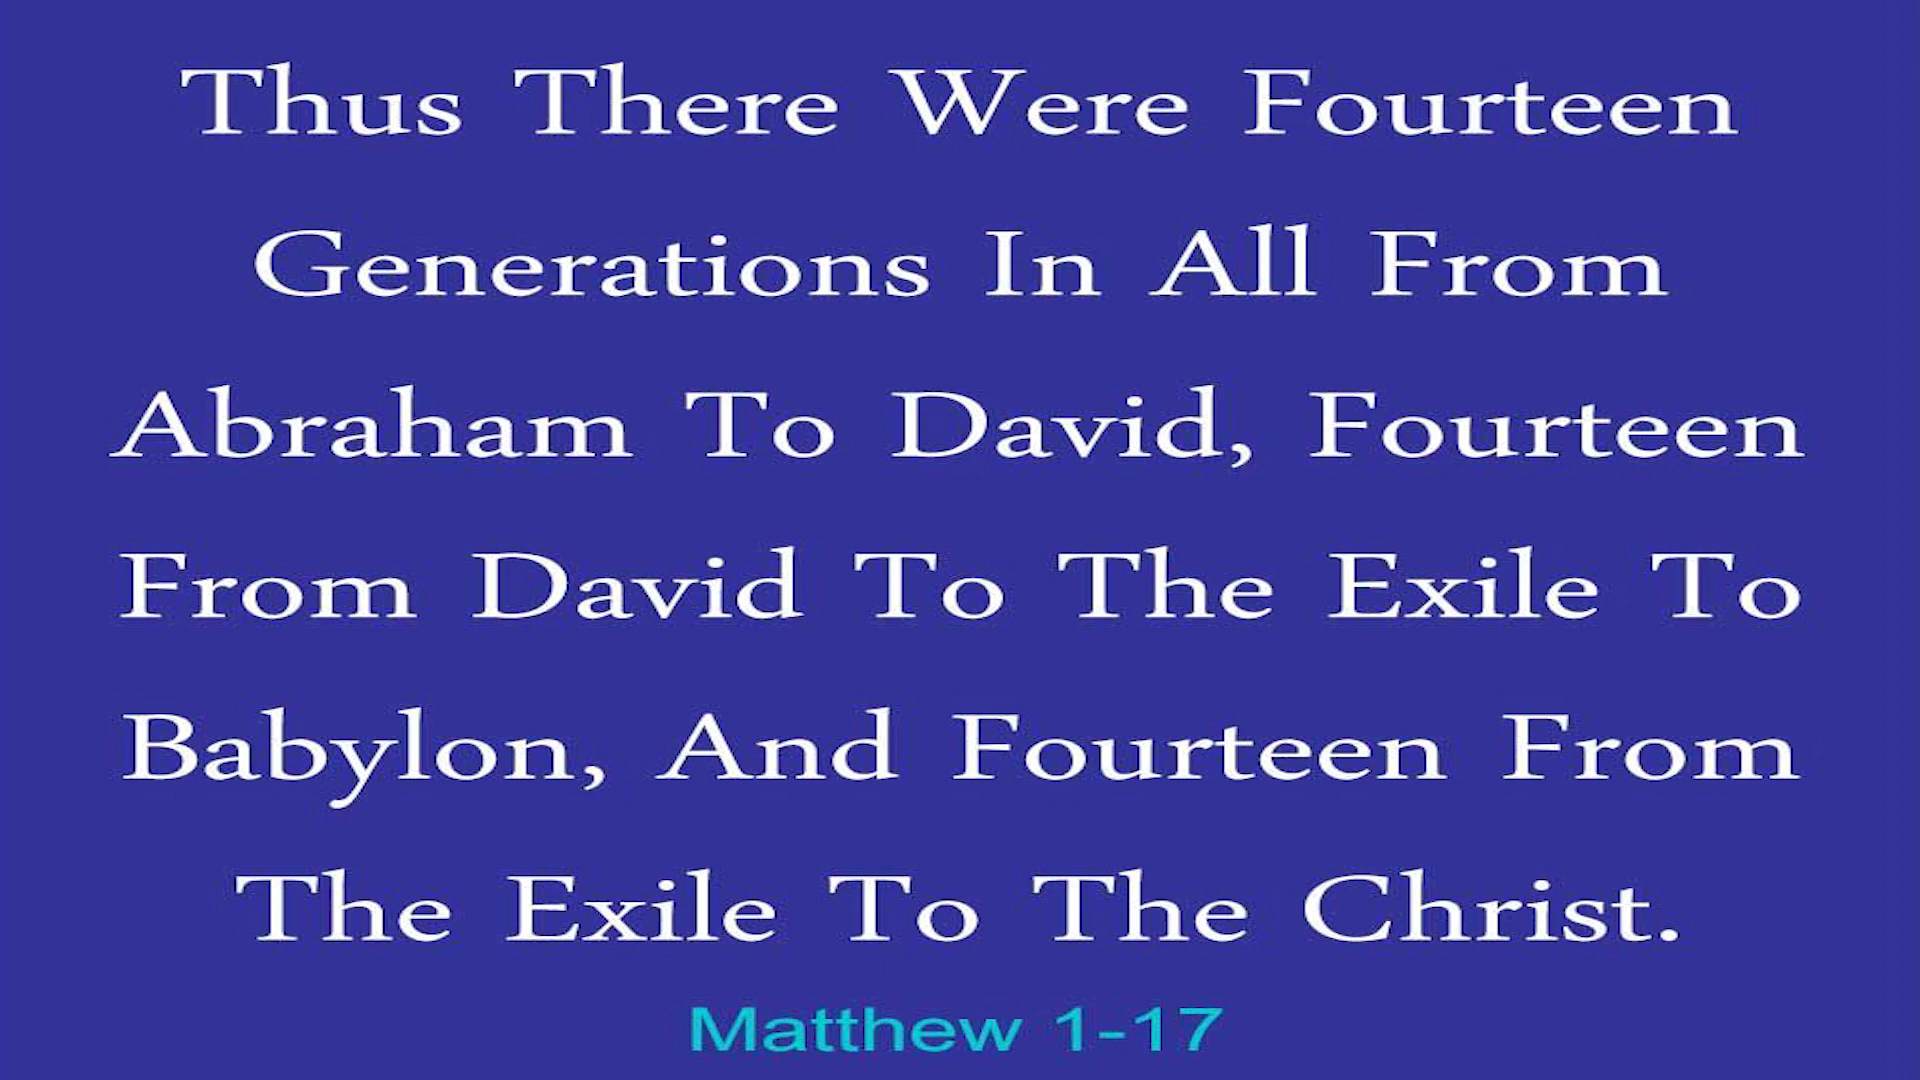 Thus There Were Fourteen
Generations In All From
Abraham To David, Fourteen
From David To The Exile To
Babylon, And Fourteen From
The Exile To The Christ.
Matthew 1-17